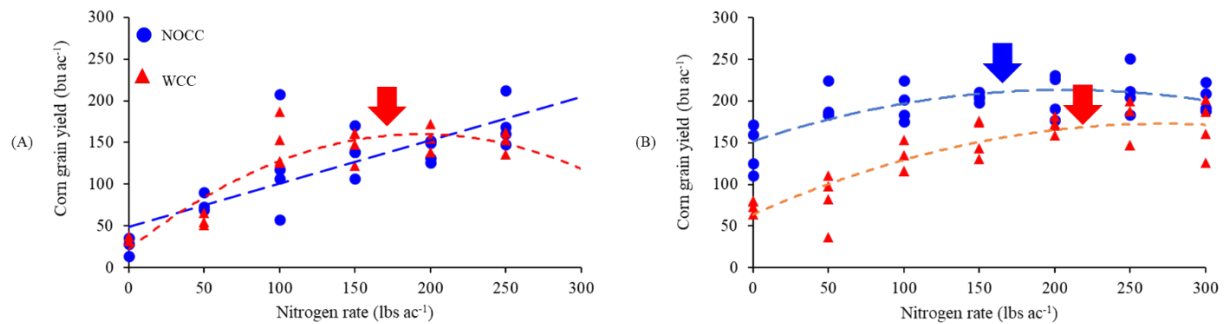 (A)
Corn grain yield (bu ac⁻¹)
300
250
200
150
100
50
0
NOCC
WCC
0 50 100 150 200 250 300
Nitrogen rate (lbs ac⁻¹)
(B)
Corn grain yield (bu ac⁻¹)
300
250
200
150
100
50
0
0 50 100 150 200 250 300
Nitrogen rate (lbs ac⁻¹)